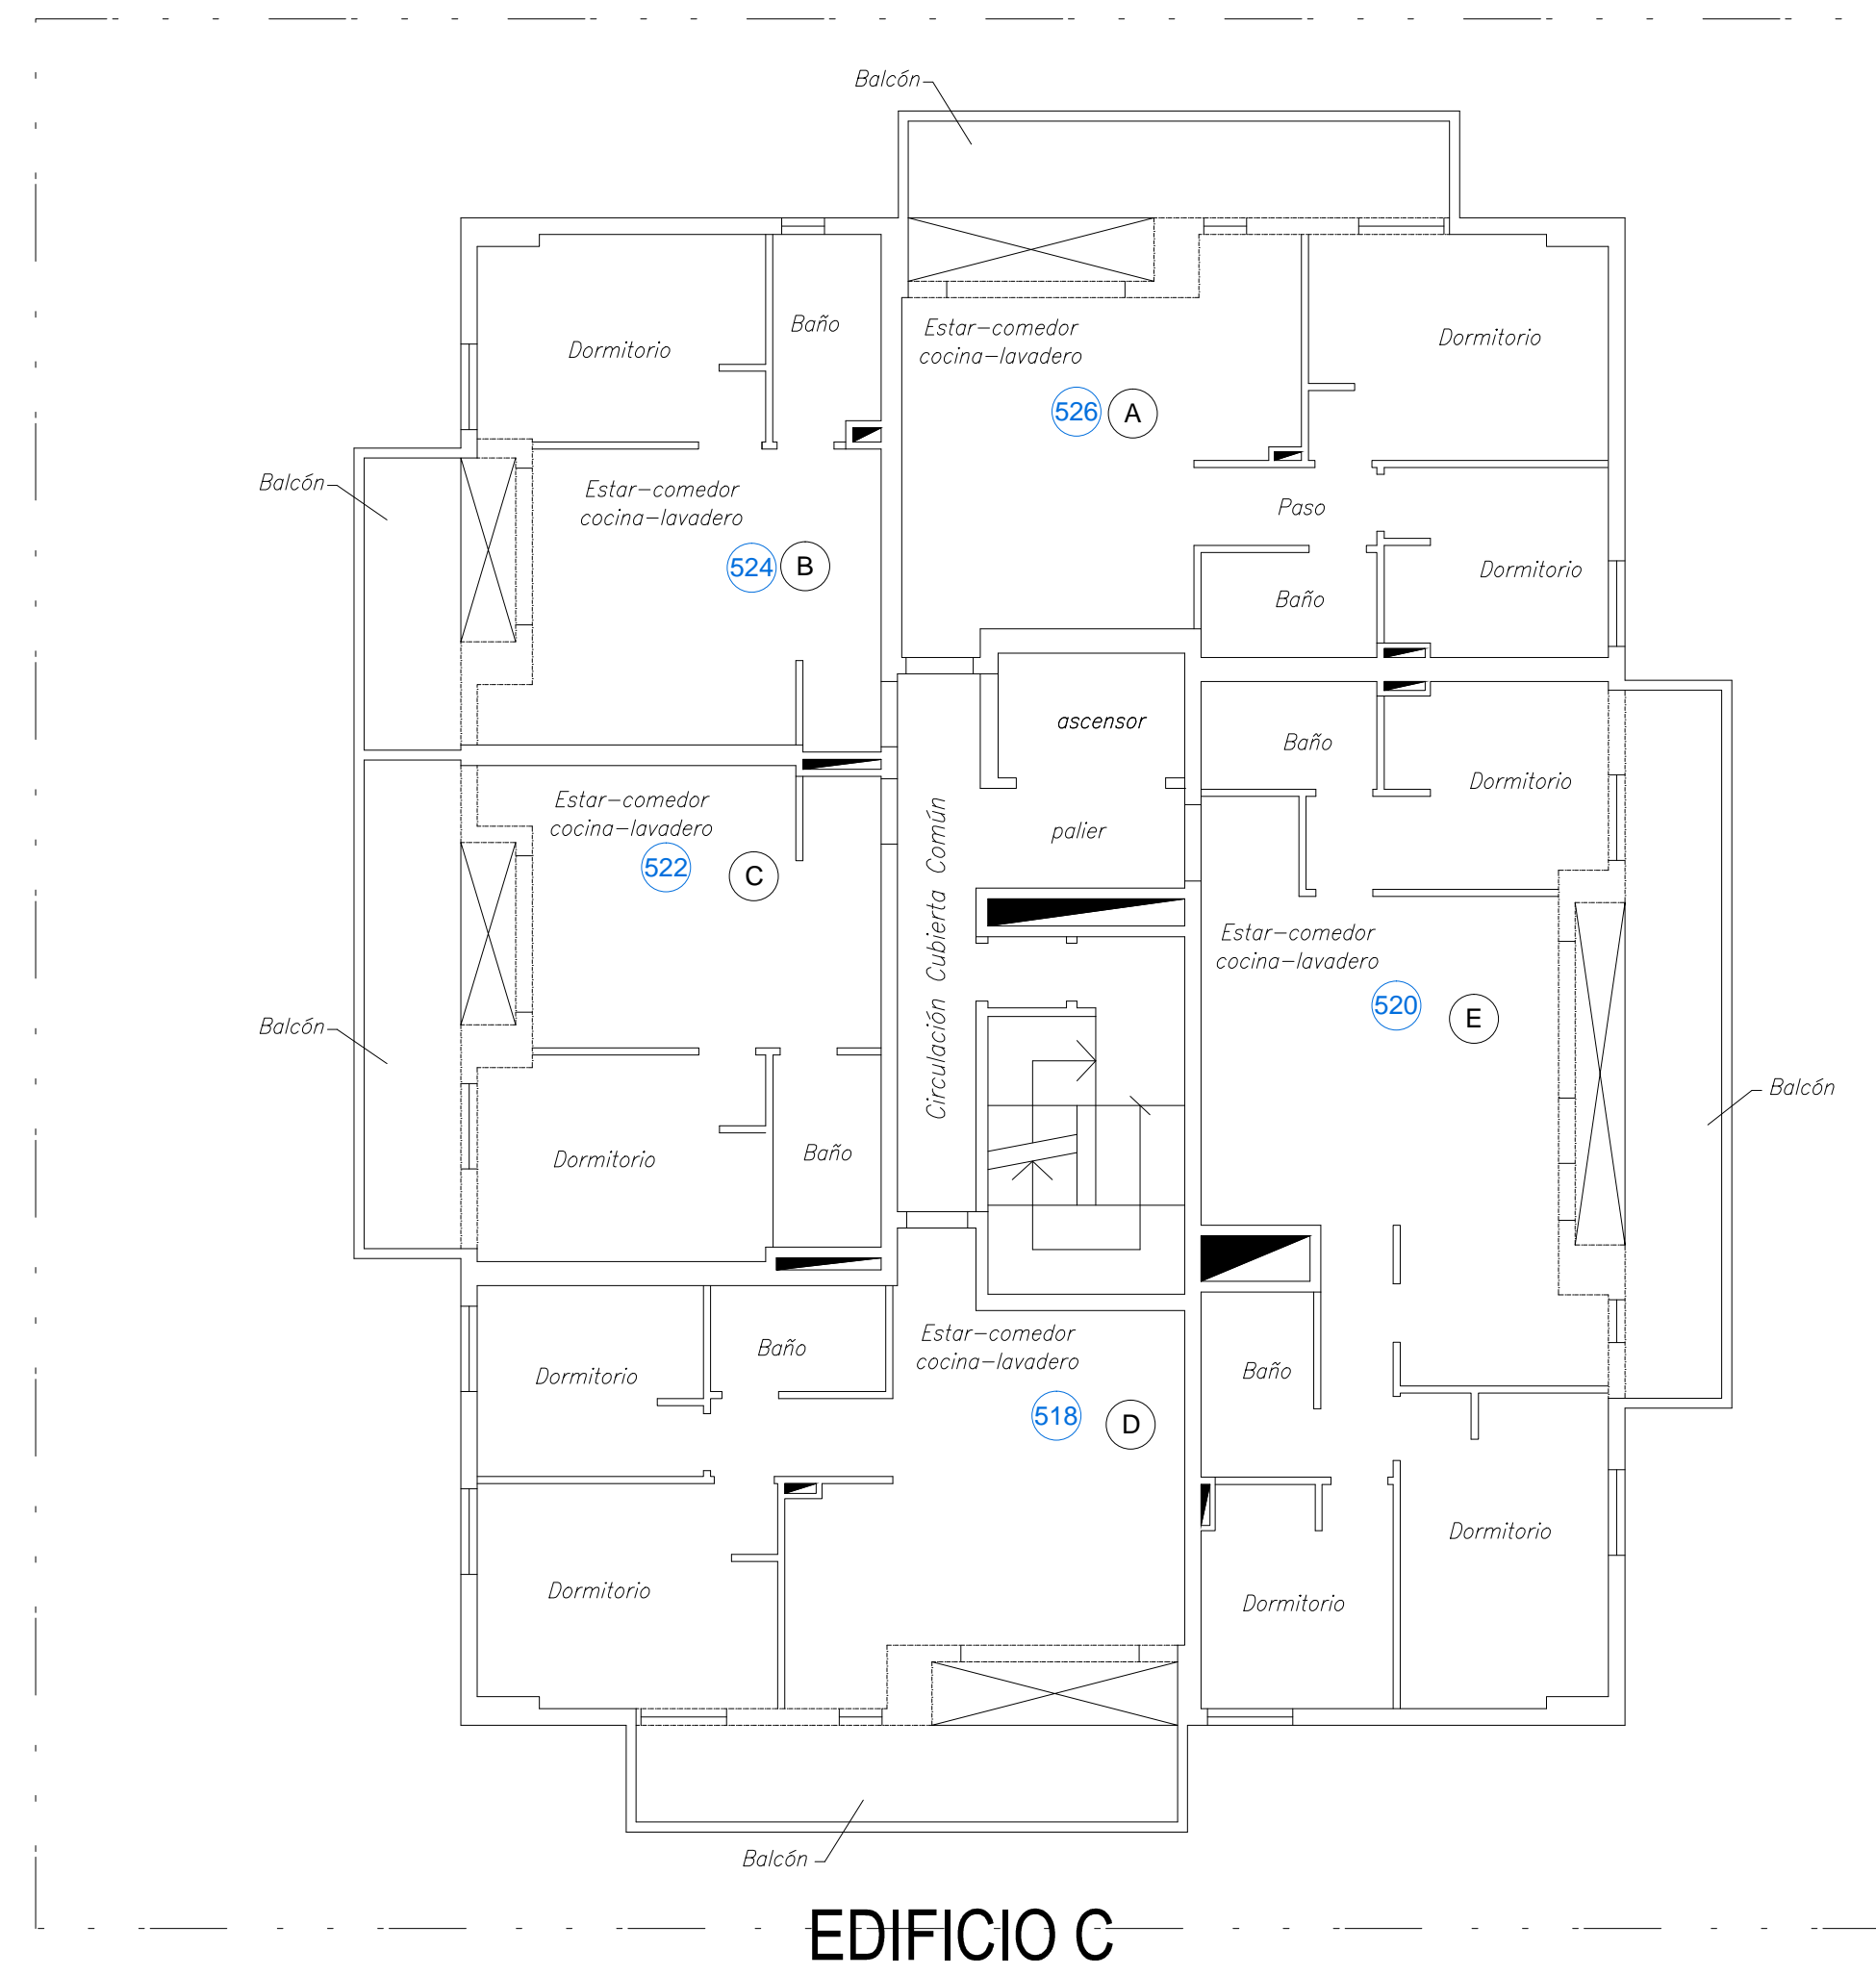 Balcón
Baño
Estar-comedor
cocina-lavadero
Dormitorio
Dormitorio
526
A
Balcón
Estar-comedor
cocina-lavadero
Paso
524
B
Dormitorio
Baño
ascensor
Baño
Dormitorio
Estar-comedor
cocina-lavadero
palier
522
C
Circulación Cubierta Común
Estar-comedor
cocina-lavadero
520
E
Balcón
Balcón
Dormitorio
Baño
Estar-comedor
cocina-lavadero
Baño
Dormitorio
Baño
518
D
Dormitorio
Dormitorio
Dormitorio
Balcón
EDIFICIO C